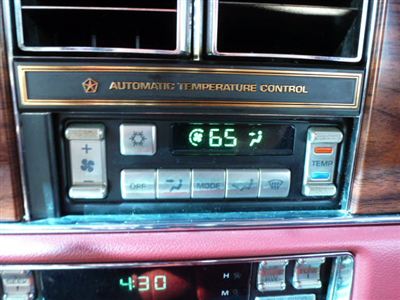 AUTOMATIC TEMPERATURE CONTROL
65
+
TEMP
OFF
MODE
-
4:30
H
M